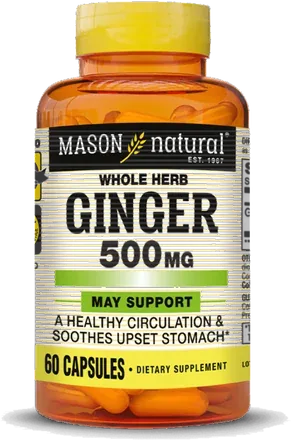 MASON natural®
EST. 1967
WHOLE HERB
GINGER
500 MG
MAY SUPPORT
A HEALTHY CIRCULATION &
SOOTHES UPSET STOMACH*
60 CAPSULES • DIETARY SUPPLEMENT